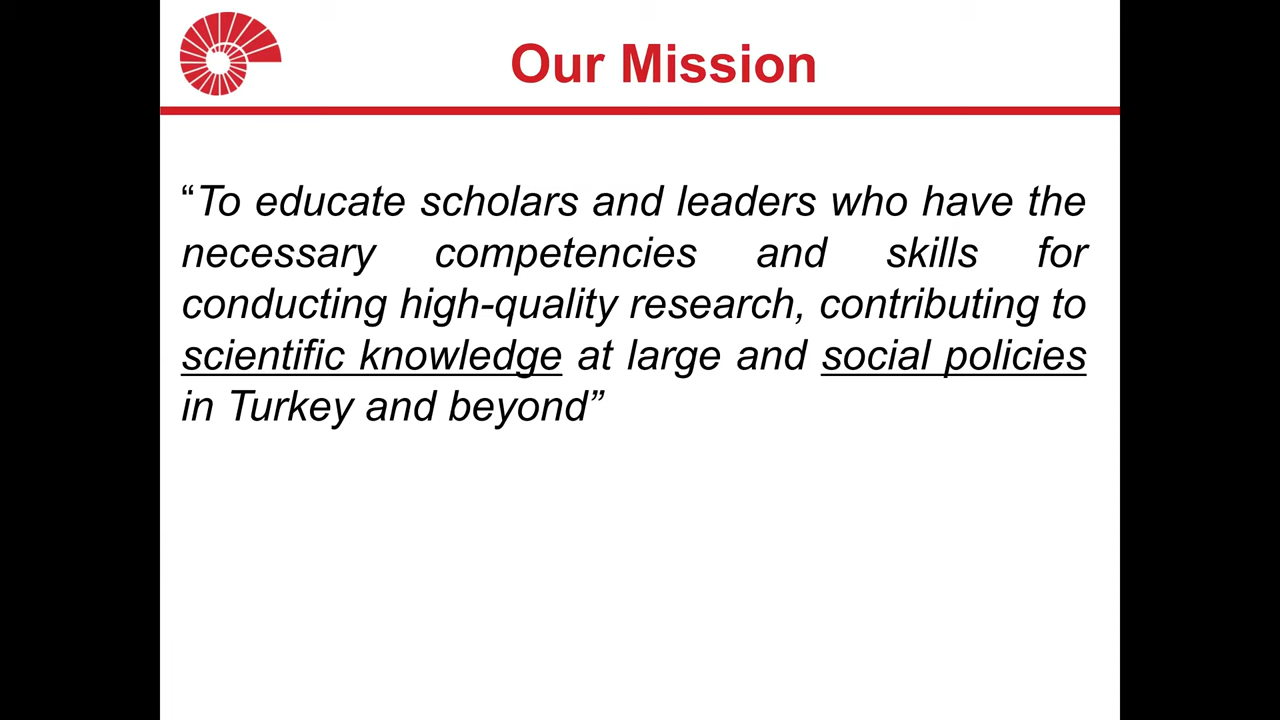 Our Mission
“To educate scholars and leaders who have the
necessary competencies and skills for
conducting high-quality research, contributing to
scientific knowledge at large and social policies
in Turkey and beyond”